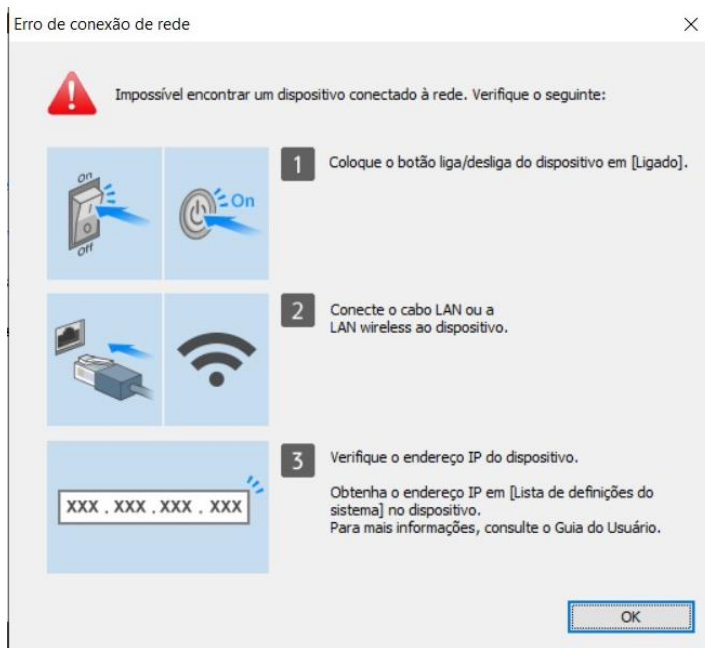 Erro de conexão de rede
Impossível encontrar um dispositivo conectado à rede. Verifique o seguinte:
On
Off
On
1
Coloque o botão liga/desliga do dispositivo em [Ligado].
2
Conecte o cabo LAN ou a
LAN wireless ao dispositivo.
XXX . XXX . XXX . XXX
3
Verifique o endereço IP do dispositivo.
Obtenha o endereço IP em [Lista de definições do
sistema] no dispositivo.
Para mais informações, consulte o Guia do Usuário.
OK